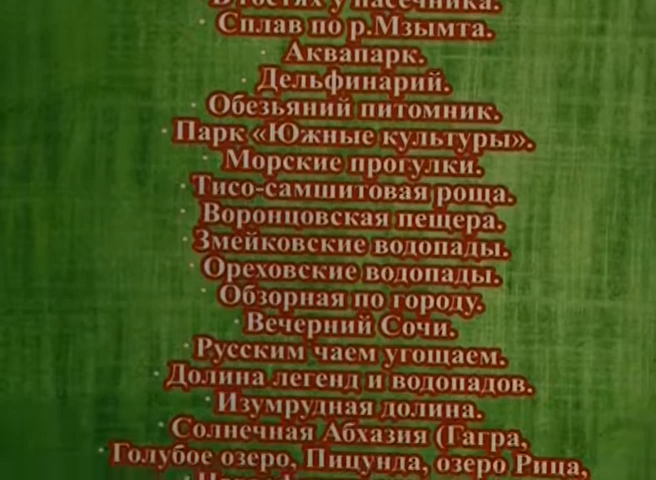 В гостях у пасечника.
· Сплав по р.Мзымта.
· Аквапарк.
· Дельфинарий.
· Обезьяний питомник.
· Парк «Южные культуры».
· Морские прогулки.
· Тисо-самшитовая роща.
· Воронцовская пещера.
· Змейковские водопады.
· Ореховские водопады.
· Обзорная по городу.
· Вечерний Сочи.
· Русским чаем угощаем.
· Долина легенд и водопадов.
· Изумрудная долина.
· Солнечная Абхазия (Гагра,
· Голубое озеро, Пицунда, озеро Рица,